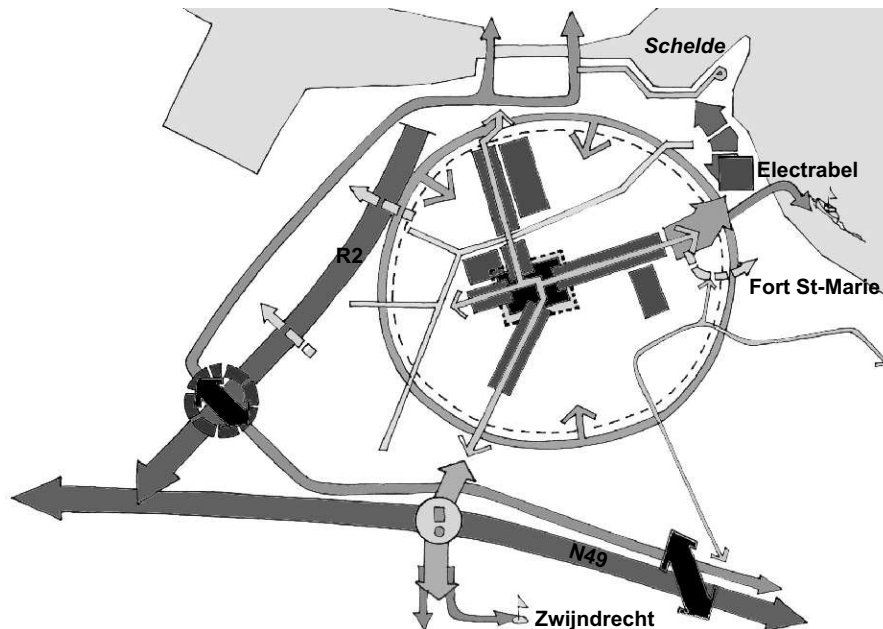 Schelde
Electrabel
R2
Fort St-Marie
N49
Zwijndrecht